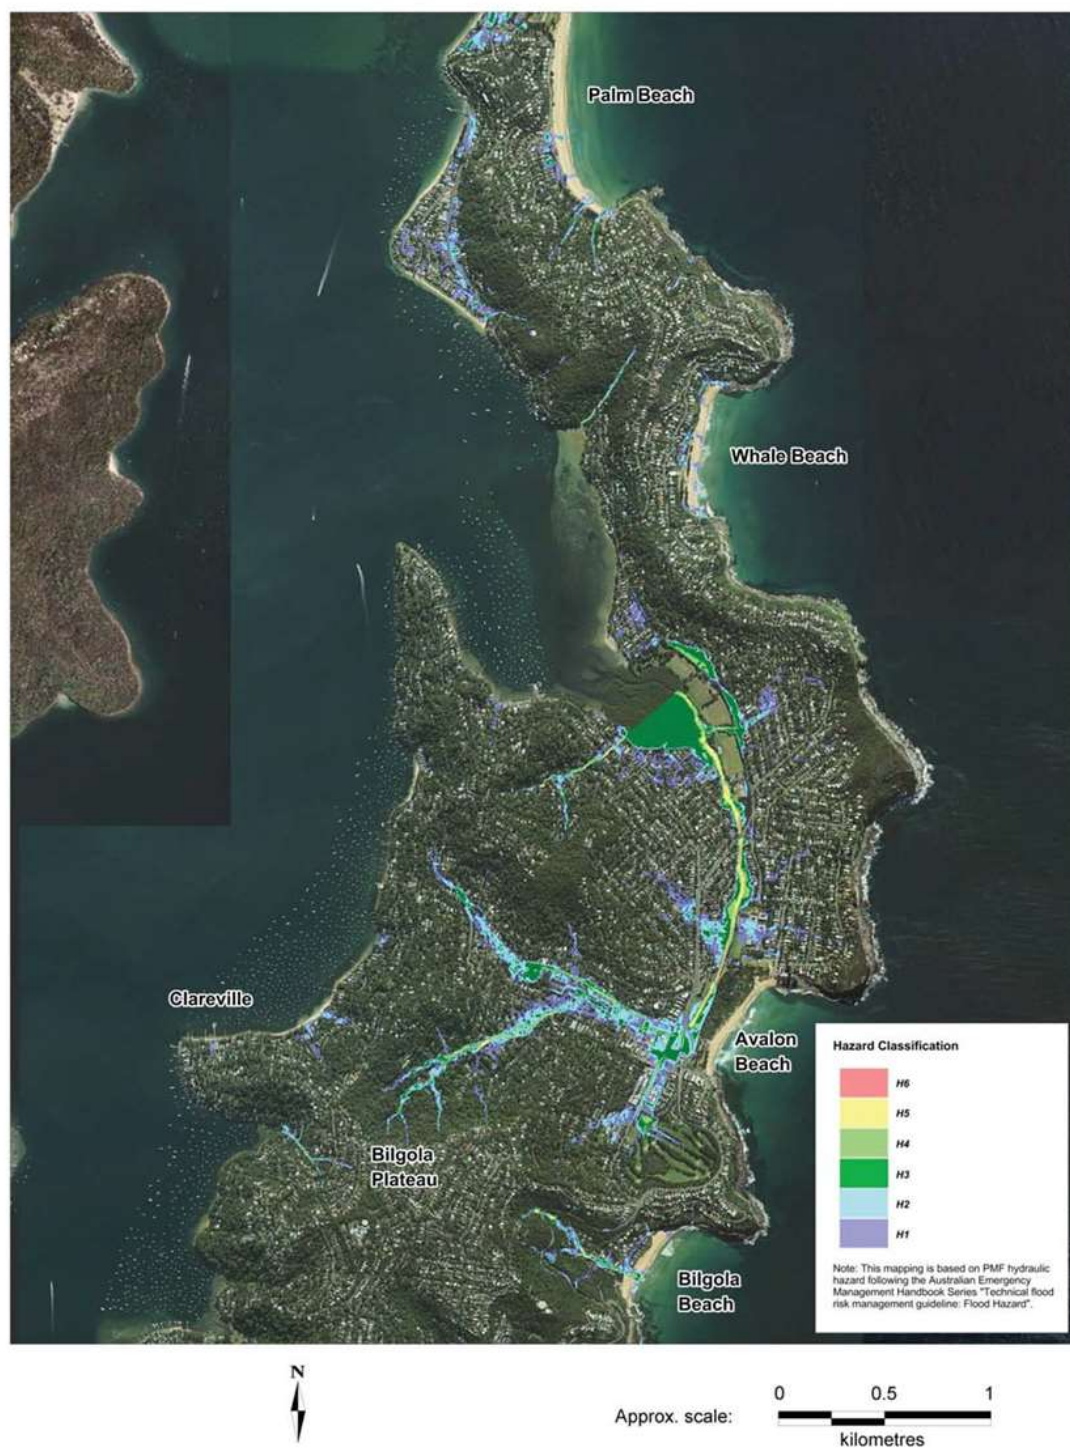 Palm Beach
Whale Beach
Clareville
Avalon
Beach
Bilgola
Plateau
Bilgola
Beach
Hazard Classification
H6
H5
H4
H3
H2
H1
Note: This mapping is based on PMF hydraulic
hazard following the Australian Emergency
Management Handbook Series "Technical flood
risk management guideline: Flood Hazard".
N
Approx. scale:
0 0.5 1
kilometres